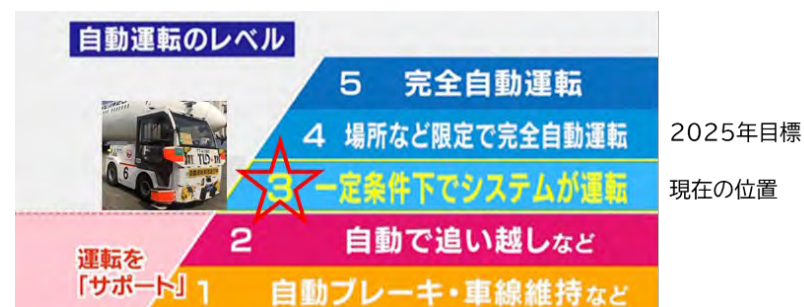 自動運転のレベル
5 完全自動運転
4 場所など限定で完全自動運転
2025年目標
3 一定条件下でシステムが運転
現在の位置
2 自動で追い越しなど
運転を
「サポート」
1 自動ブレーキ・車線維持など
TLD
6